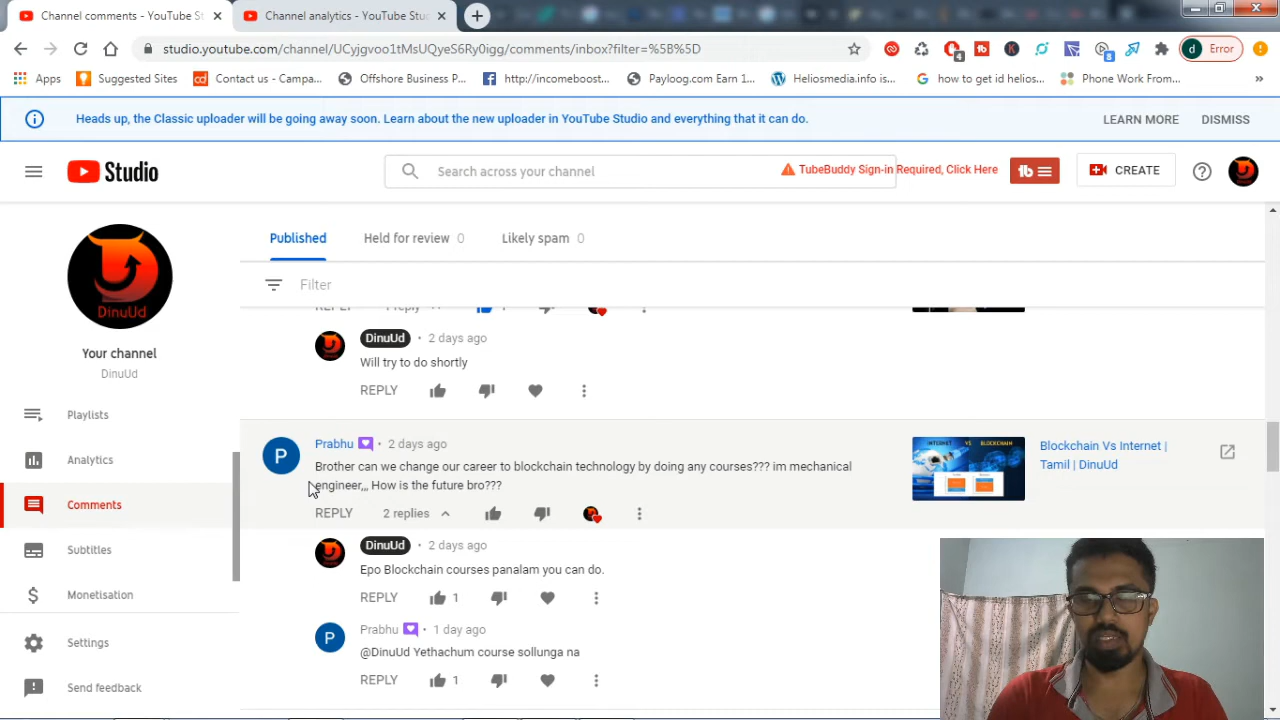 Channel comments - YouTube S
Channel analytics - YouTube Stud
studio.youtube.com/channel/UCyjgvoo1tMsUQyeS6Ry0igg/comments/inbox?filter=%5B%5D
4
8
d
Error
Apps
Suggested Sites
Contact us - Campa...
Offshore Business P...
http://incomeboost...
Payloog.com Earn 1...
Heliosmedia.info is...
how to get id helios...
Phone Work From...
»
Heads up, the Classic uploader will be going away soon. Learn about the new uploader in YouTube Studio and everything that it can do.
LEARN MORE
DISMISS
Studio
Search across your channel
TubeBuddy Sign-in Required, Click Here
tb
CREATE
DinuUd
Your channel
DinuUd
Playlists
Analytics
Comments
Subtitles
Monetisation
Settings
Send feedback
Published
Held for review 0
Likely spam 0
Filter
DinuUd • 2 days ago
Will try to do shortly
REPLY
P
Prabhu • 2 days ago
Brother can we change our career to blockchain technology by doing any courses??? im mechanical
engineer,,, How is the future bro???
REPLY 2 replies
INTERNET VS BLOCKCHAIN
Blockchain Vs Internet |
Tamil | DinuUd
DinuUd • 2 days ago
Epo Blockchain courses panalam you can do.
REPLY 1
P
Prabhu • 1 day ago
@DinuUd Yethachum course sollunga na
REPLY 1